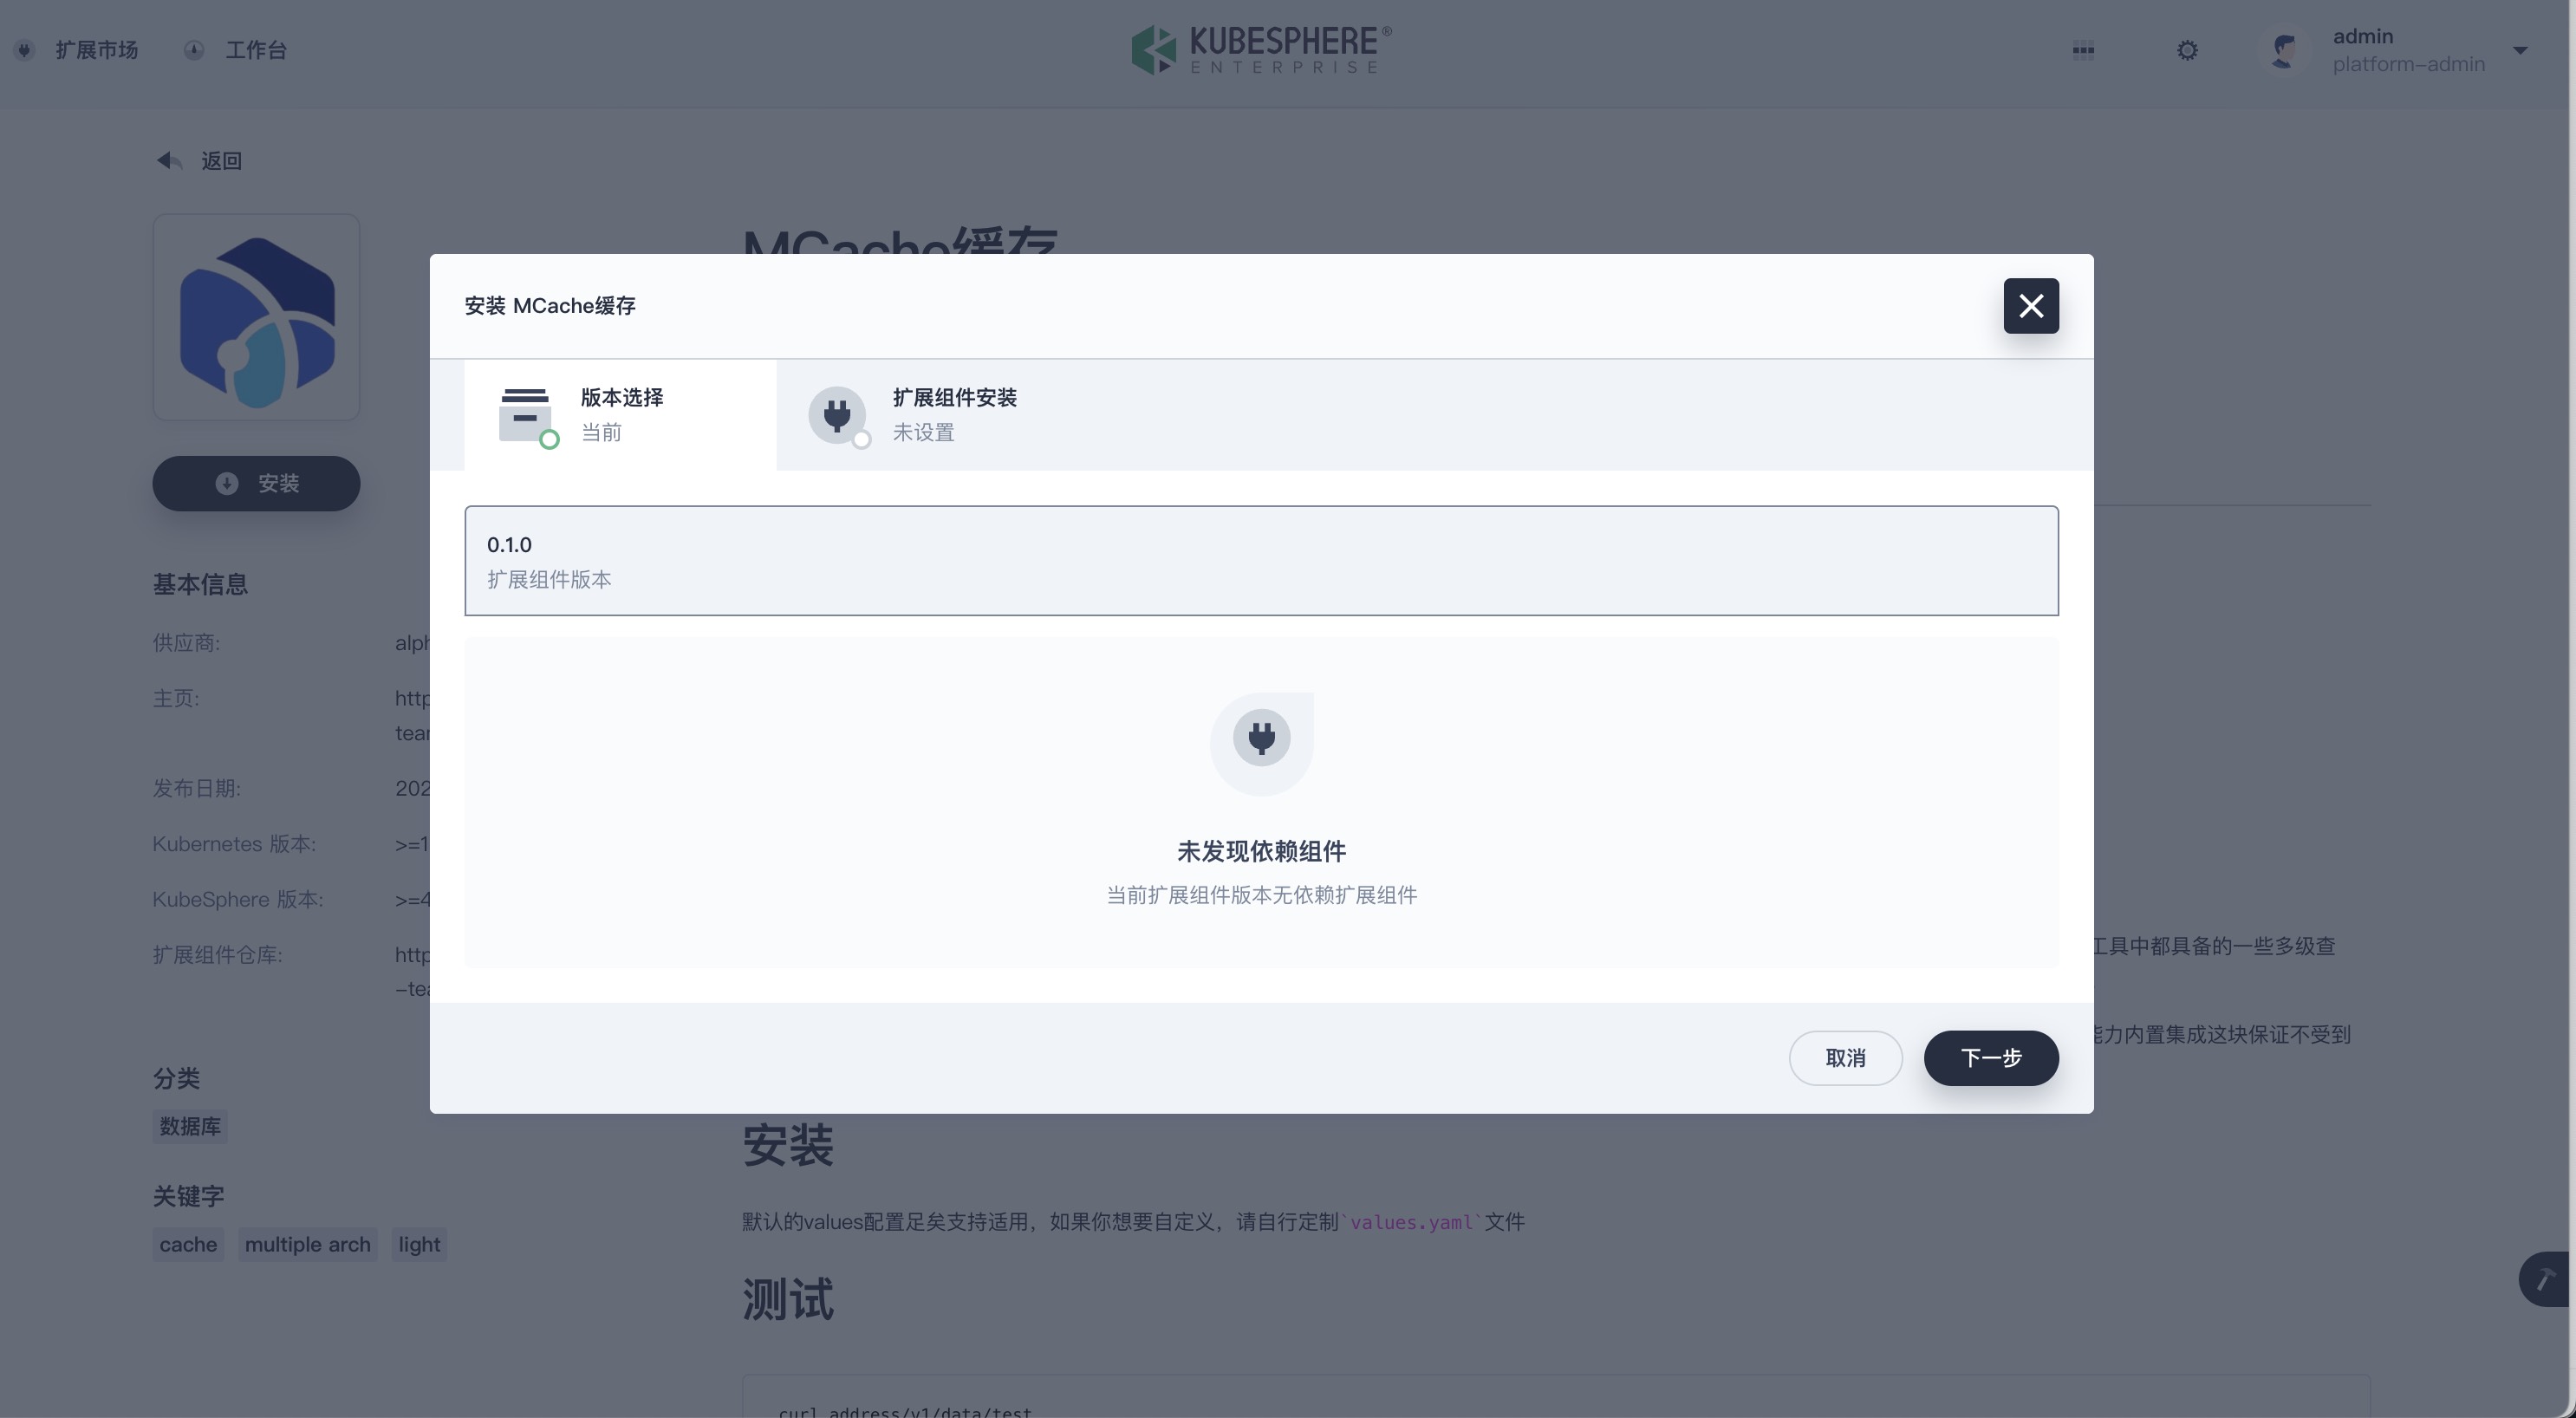 扩展市场
工作台
KUBESPHERE®
ENTERPRISE
admin
platform-admin
返回
安装 MCache缓存
版本选择
当前
扩展组件安装
未设置
0.1.0
扩展组件版本
未发现依赖组件
当前扩展组件版本无依赖扩展组件
取消
下一步
MCache缓存
安装
基本信息
供应商:
alph
主页:
http
tear
发布日期:
202
Kubernetes 版本:
>=1
KubeSphere 版本:
>=4
扩展组件仓库:
http
-tea
分类
数据库
关键字
cache
multiple arch
light
工具中都具备的一些多级查
能力内置集成这块保证不受到
安装
默认的values配置足矣支持适用，如果你想要自定义，请自行定制`values.yaml`文件
测试
curl address/v1/data/test